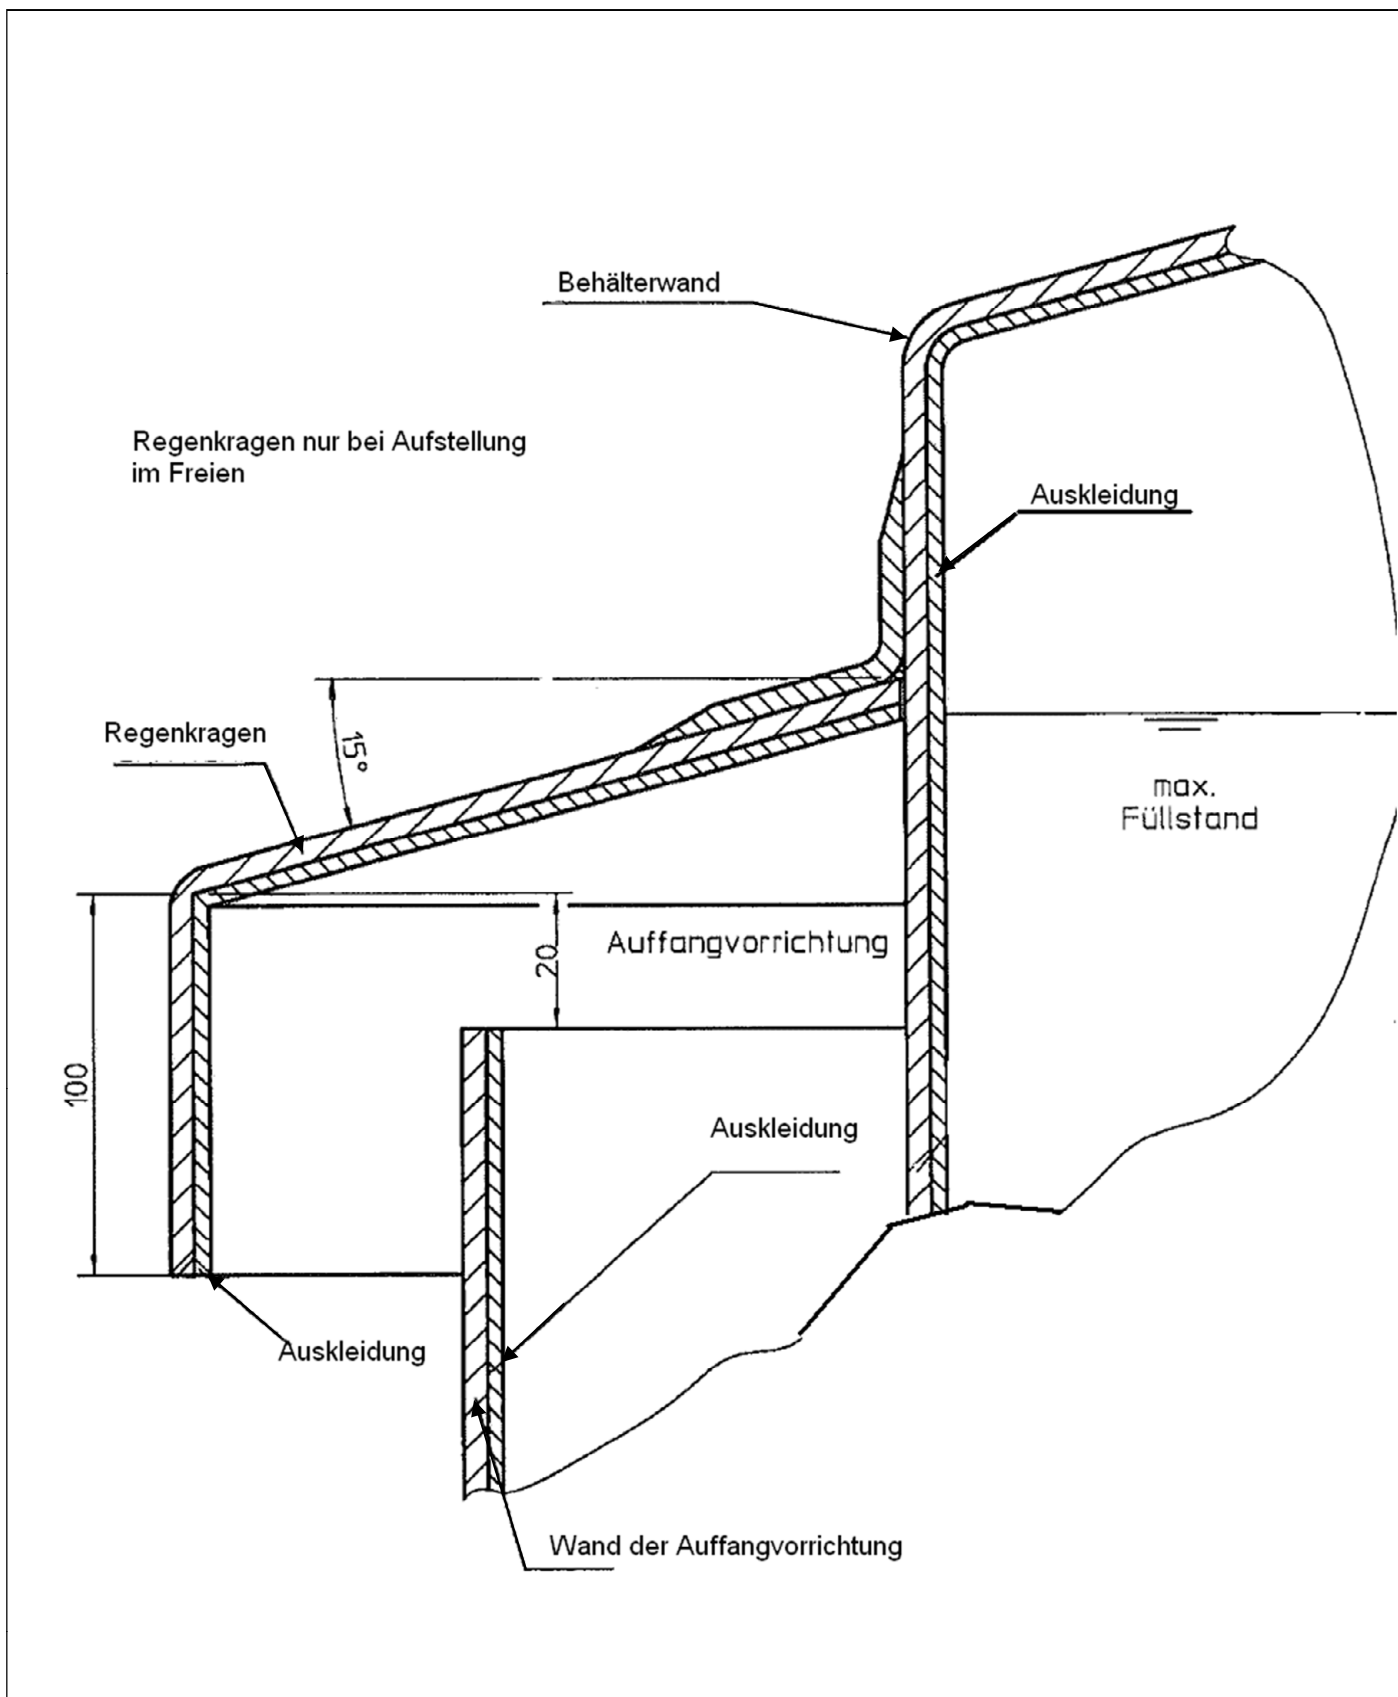 Behälterwand
Regenkragen nur bei Aufstellung
im Freien
Auskleidung
Regenkragen
15°
max.
Füllstand
Auffangvorrichtung
20
100
Auskleidung
Auskleidung
Wand der Auffangvorrichtung